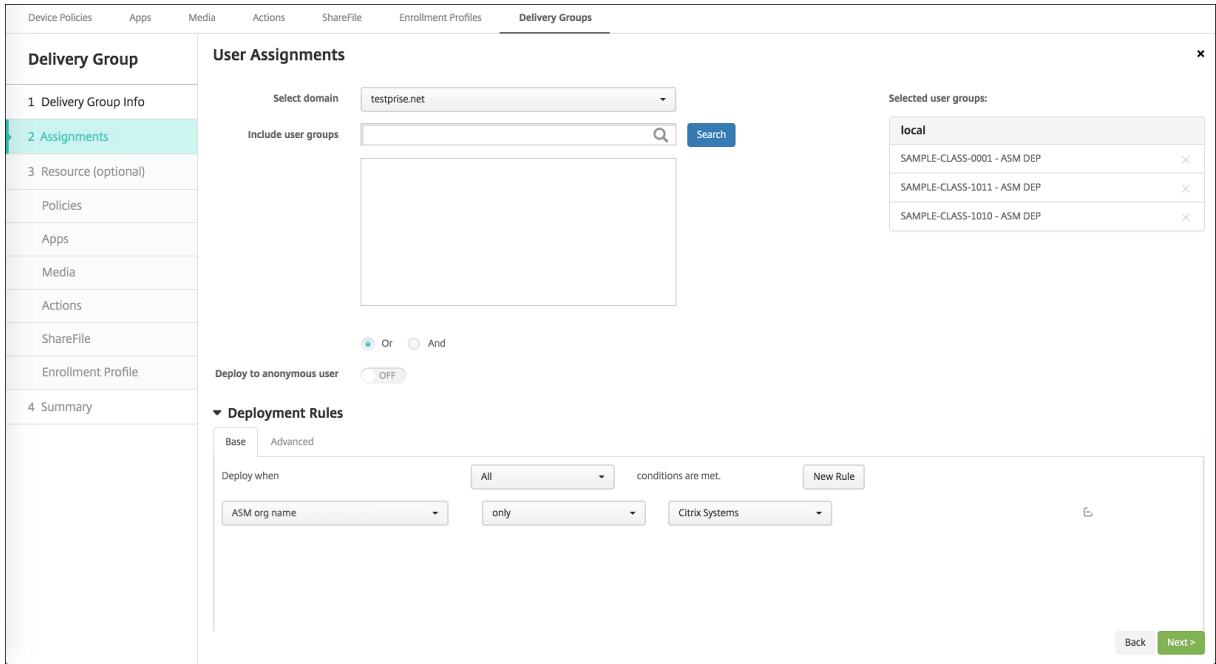 Device Policies Apps Media Actions ShareFile Enrollment Profiles Delivery Groups
Delivery Group
1 Delivery Group Info
2 Assignments
3 Resource (optional)
Policies
Apps
Media
Actions
ShareFile
Enrollment Profile
4 Summary
User Assignments
Select domain testprise.net
Include user groups Search
Selected user groups:
local
SAMPLE-CLASS-0001 - ASM DEP
SAMPLE-CLASS-1011 - ASM DEP
SAMPLE-CLASS-1010 - ASM DEP
Or And
Deploy to anonymous user OFF
Deployment Rules
Base Advanced
Deploy when All conditions are met. New Rule
ASM org name only Citrix Systems
Back Next >